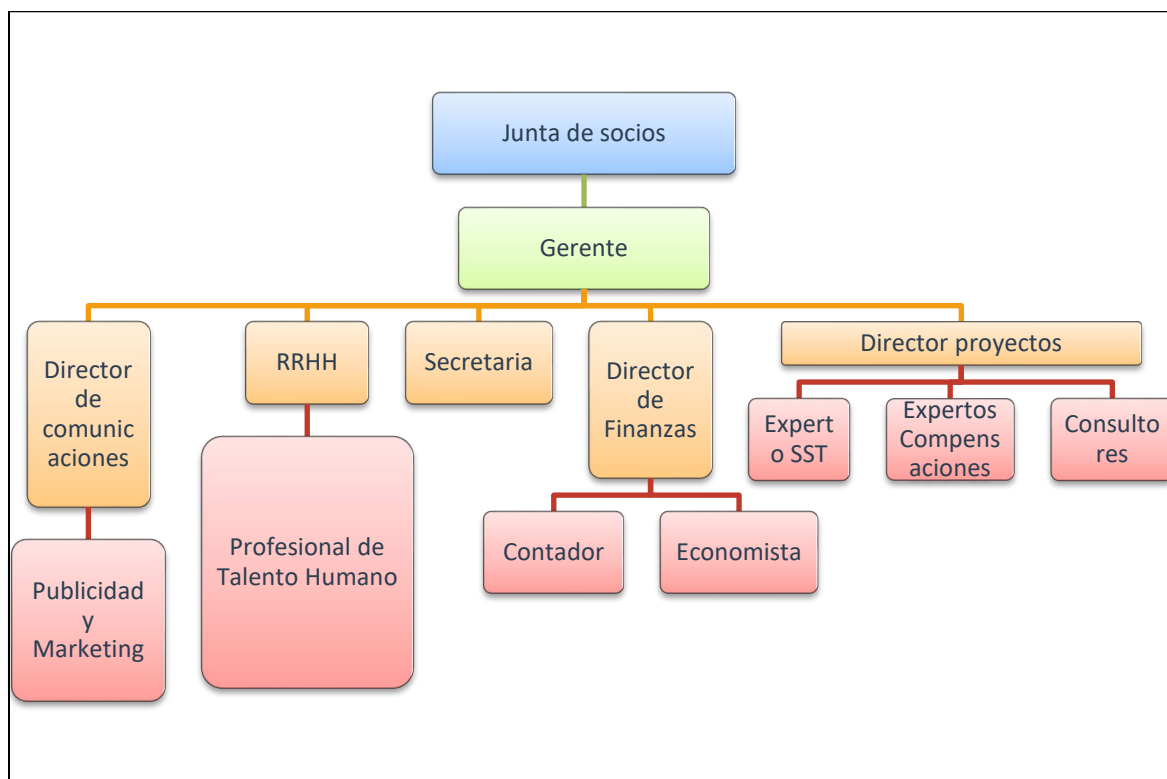 Junta de socios
Gerente
Director
de
comunic
aciones
RRHH
Secretaria
Director
de
Finanzas
Director proyectos
Expert
o SST
Expertos
Compens
aciones
Consulto
res
Publicidad
y
Marketing
Profesional de
Talento Humano
Contador
Economista